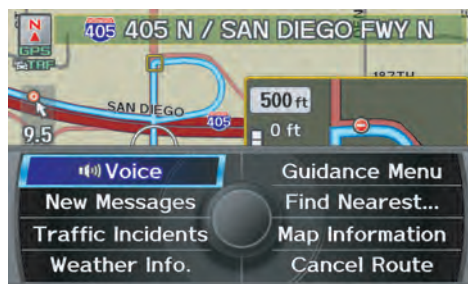 N
405 405 N / SAN DIEGO FWY N
GPS
TRF
187TH
SAN DIEGO
405
500 ft
0 ft
9.5
Voice
Guidance Menu
New Messages
Find Nearest...
Traffic Incidents
Map Information
Weather Info.
Cancel Route